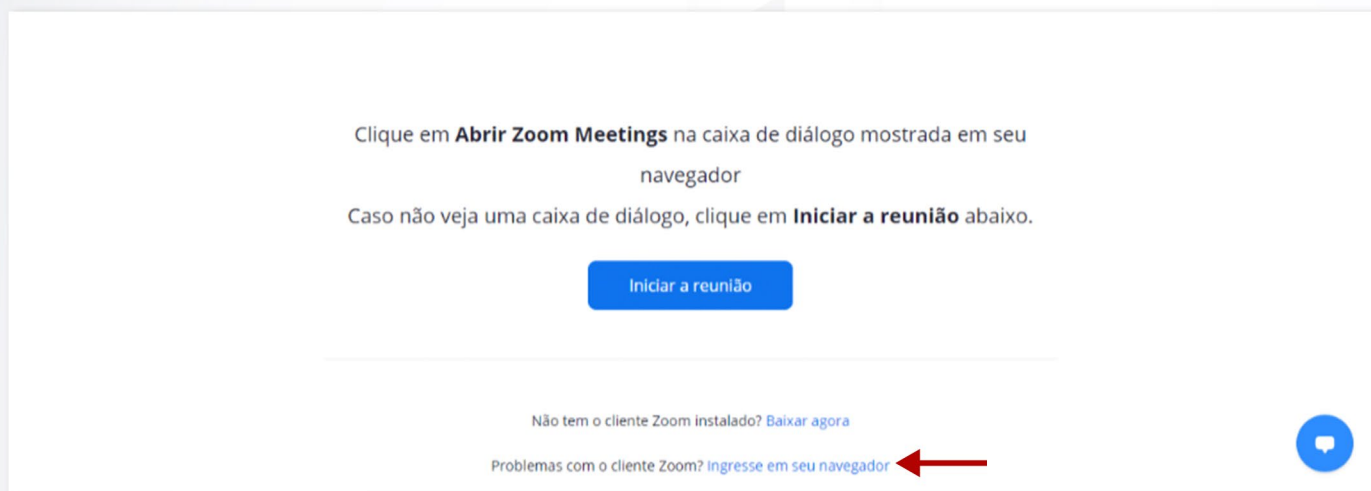 Clique em Abrir Zoom Meetings na caixa de diálogo mostrada em seu
navegador
Caso não veja uma caixa de diálogo, clique em Iniciar a reunião abaixo.
Iniciar a reunião
Não tem o cliente Zoom instalado? Baixar agora
Problemas com o cliente Zoom? Ingresse em seu navegador